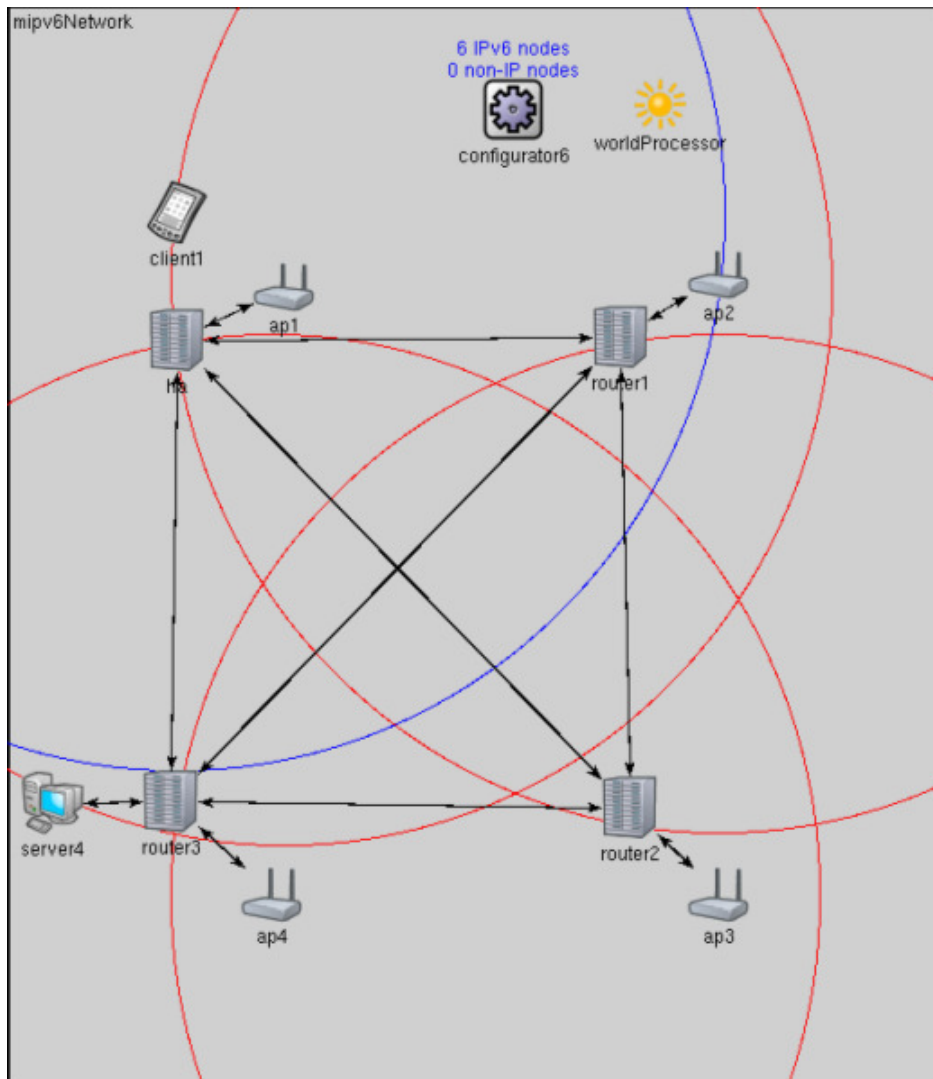 mipv6Network
6 IPv6 nodes
0 non-IP nodes
configurator6
worldProcessor
client1
ap1
ap2
ha
router1
server4
router3
router2
ap4
ap3